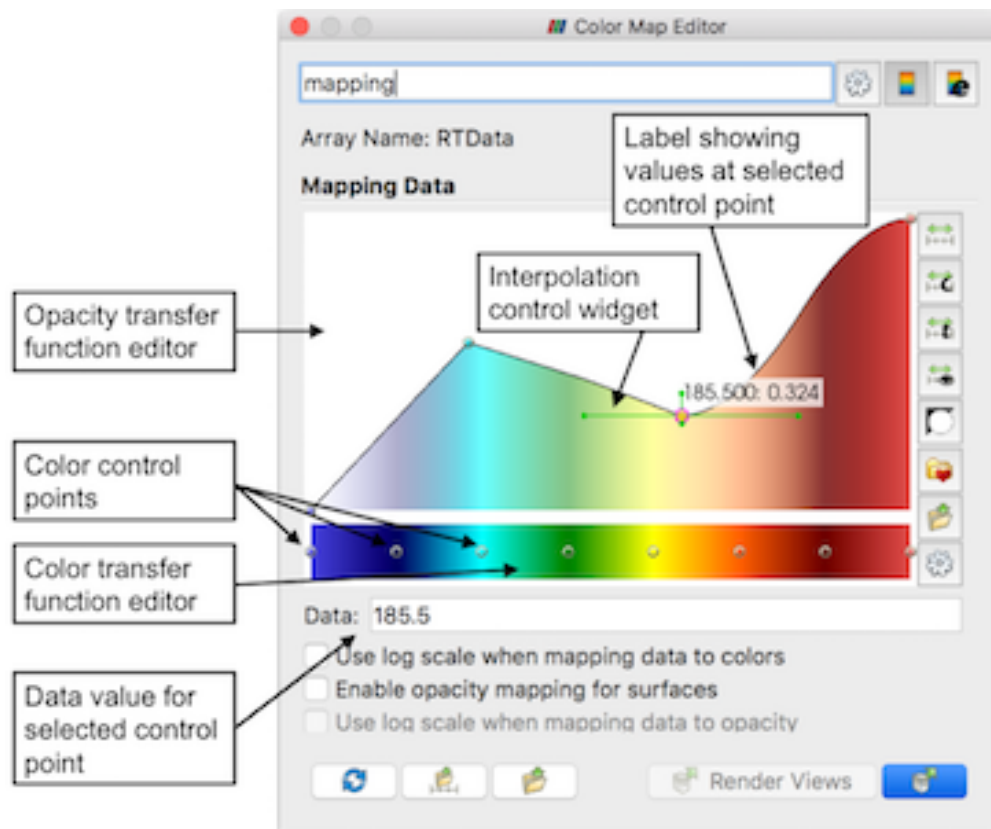 Color Map Editor
mapping
Array Name: RTData
Label showing
values at selected
control point
Mapping Data
Interpolation
control widget
Opacity transfer
function editor
185.500: 0.324
Color control
points
Color transfer
function editor
Data: 185.5
Use log scale when mapping data to colors
Enable opacity mapping for surfaces
Use log scale when mapping data to opacity
Data value for
selected control
point
Render Views